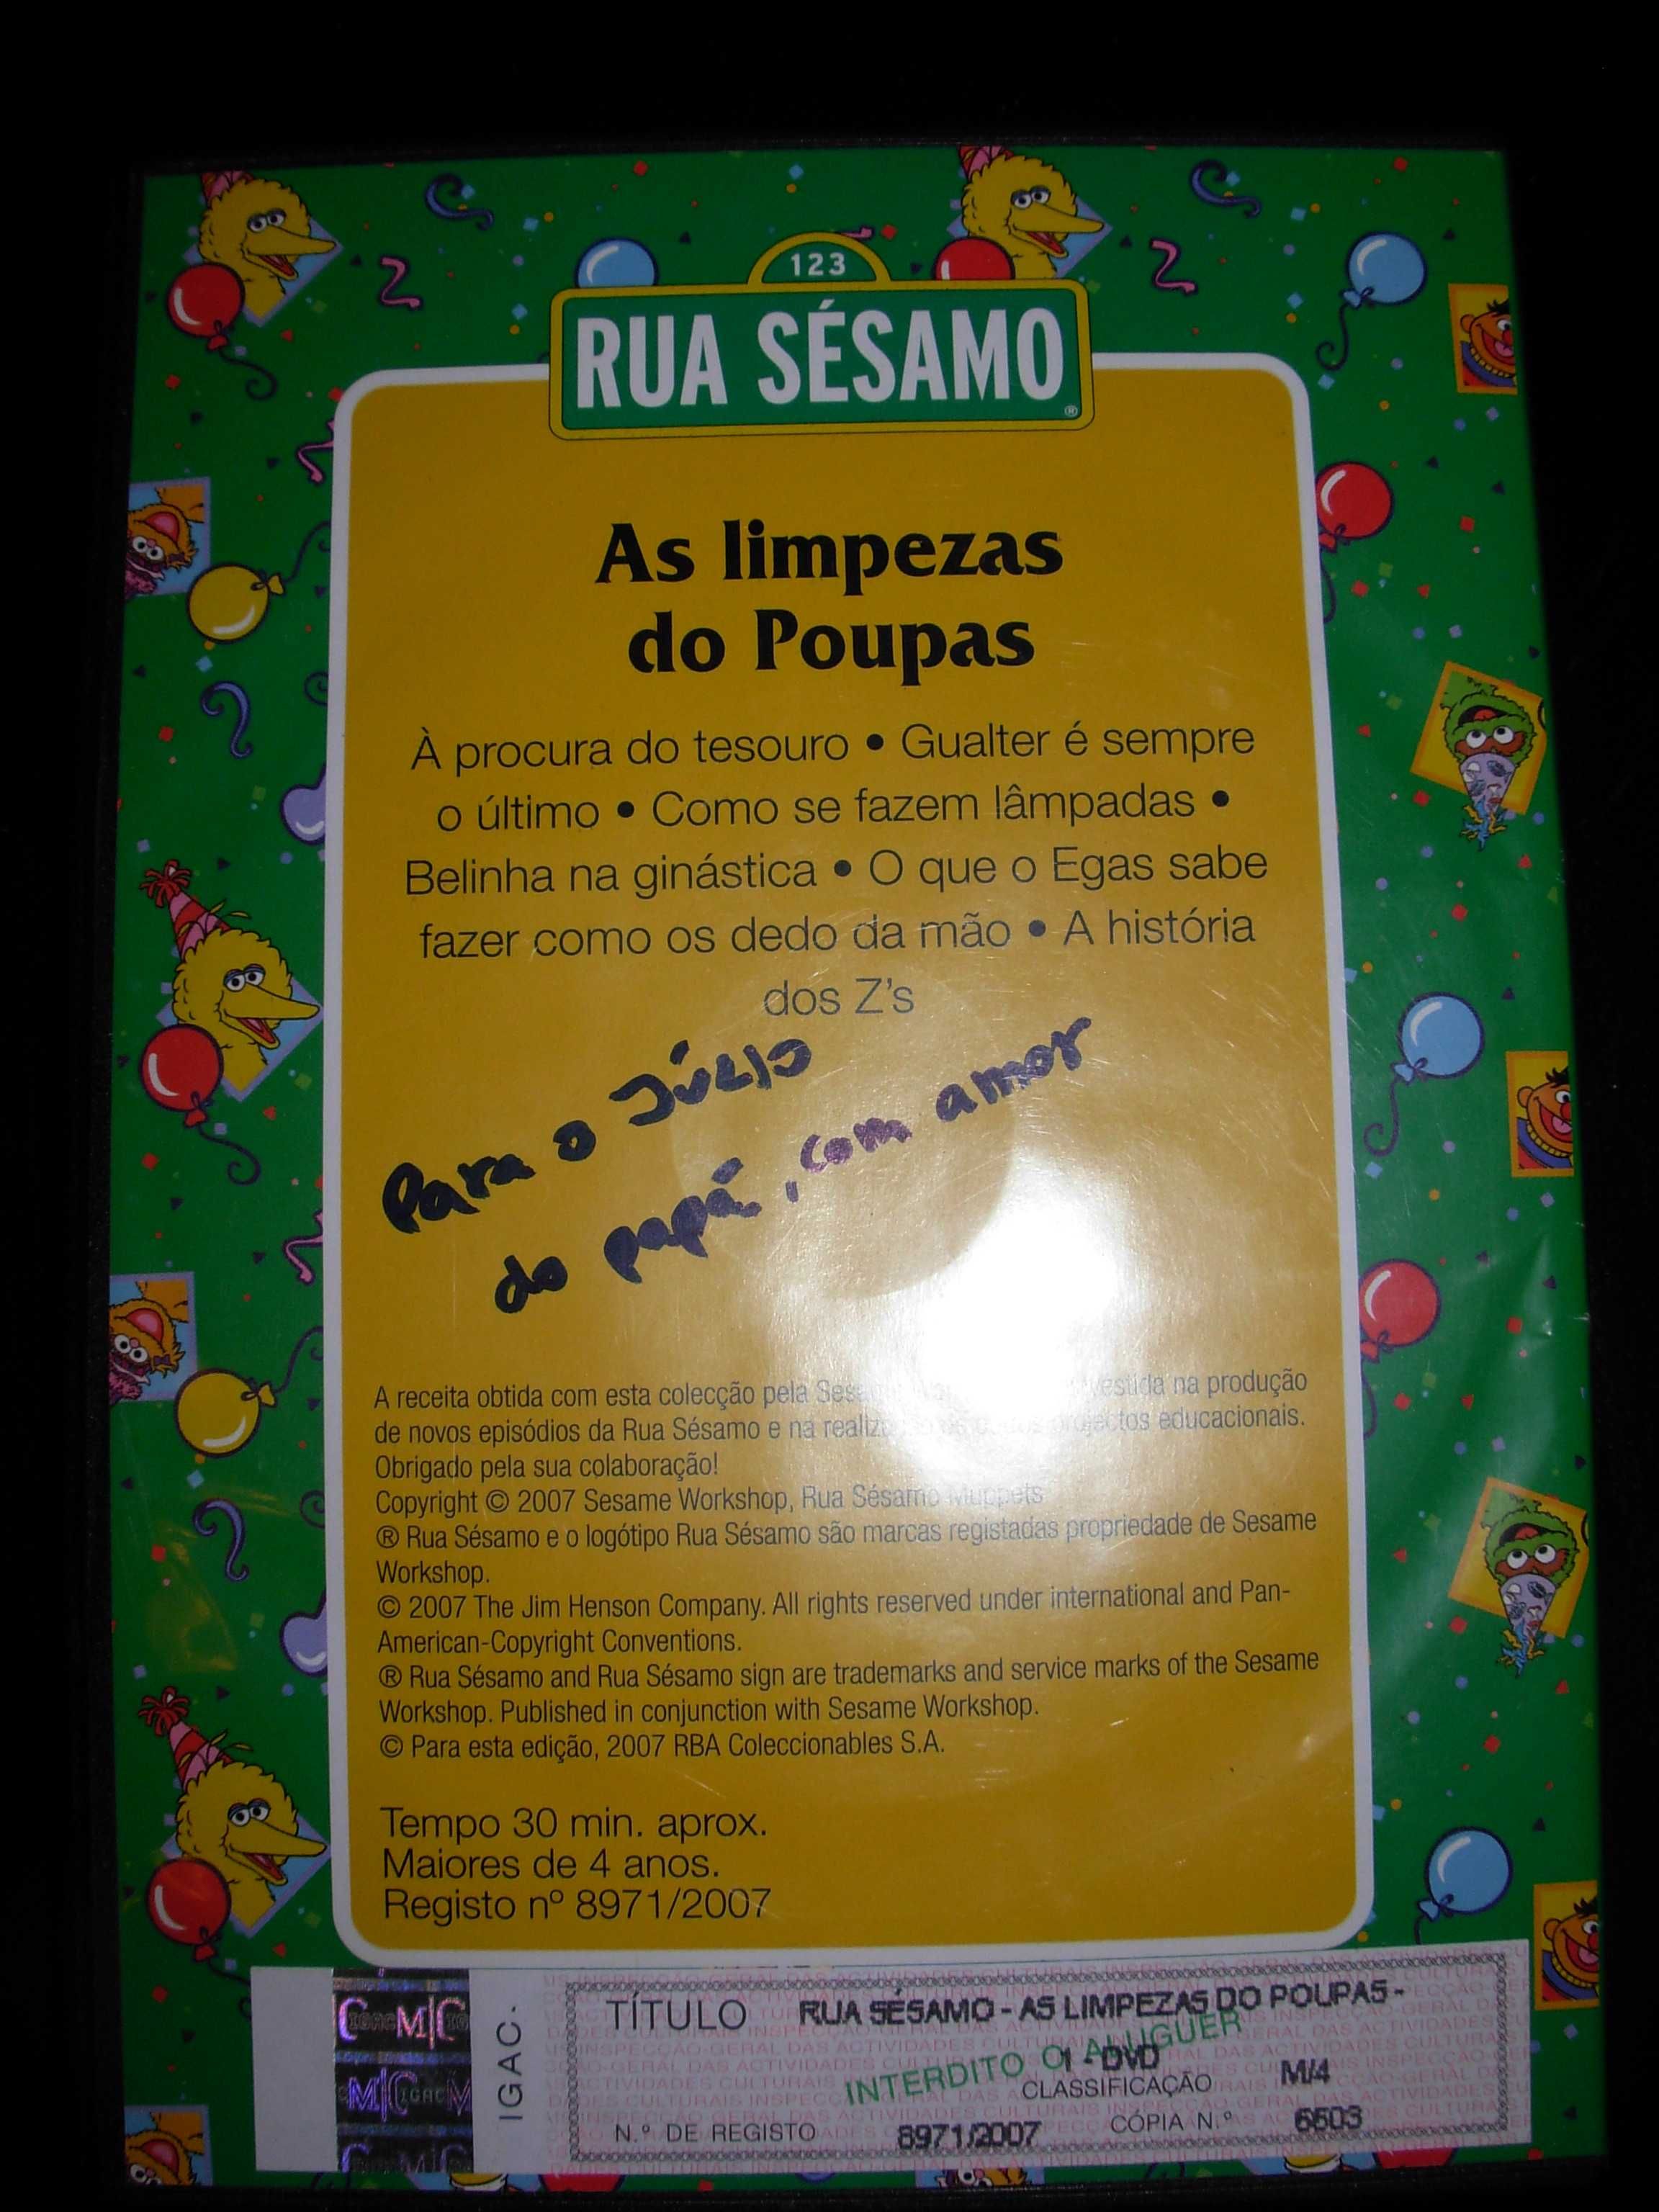 123
RUA SÉSAMO
®
As limpezas
do Poupas
À procura do tesouro • Gualter é sempre
o último • Como se fazem lâmpadas •
Belinha na ginástica • O que o Egas sabe
fazer como os dedo da mão • A história
dos Z's
Para o JÚLIO
do papá, com amor
A receita obtida com esta colecção pela na produção
de novos episódios da Rua Sésamo e na projectos educacionais.
Obrigado pela sua colaboração!
Copyright © 2007 Sesame Workshop, Rua Sésamo Muppets
® Rua Sésamo e o logótipo Rua Sésamo são marcas registadas propriedade de Sesame
Workshop.
© 2007 The Jim Henson Company. All rights reserved under international and Pan-
American-Copyright Conventions.
® Rua Sésamo and Rua Sésamo sign are trademarks and service marks of the Sesame
Workshop. Published in conjunction with Sesame Workshop.
© Para esta edição, 2007 RBA Coleccionables S.A.
Tempo 30 min. aprox.
Maiores de 4 anos.
Registo nº 8971/2007
IGAC.
TÍTULO RUA SÉSAMO - AS LIMPEZAS DO POUPAS -
1 - DVD
INTERDITO O ALUGUER
CLASSIFICAÇÃO M/4
N.º DE REGISTO 8971/2007 CÓPIA N.º 6503